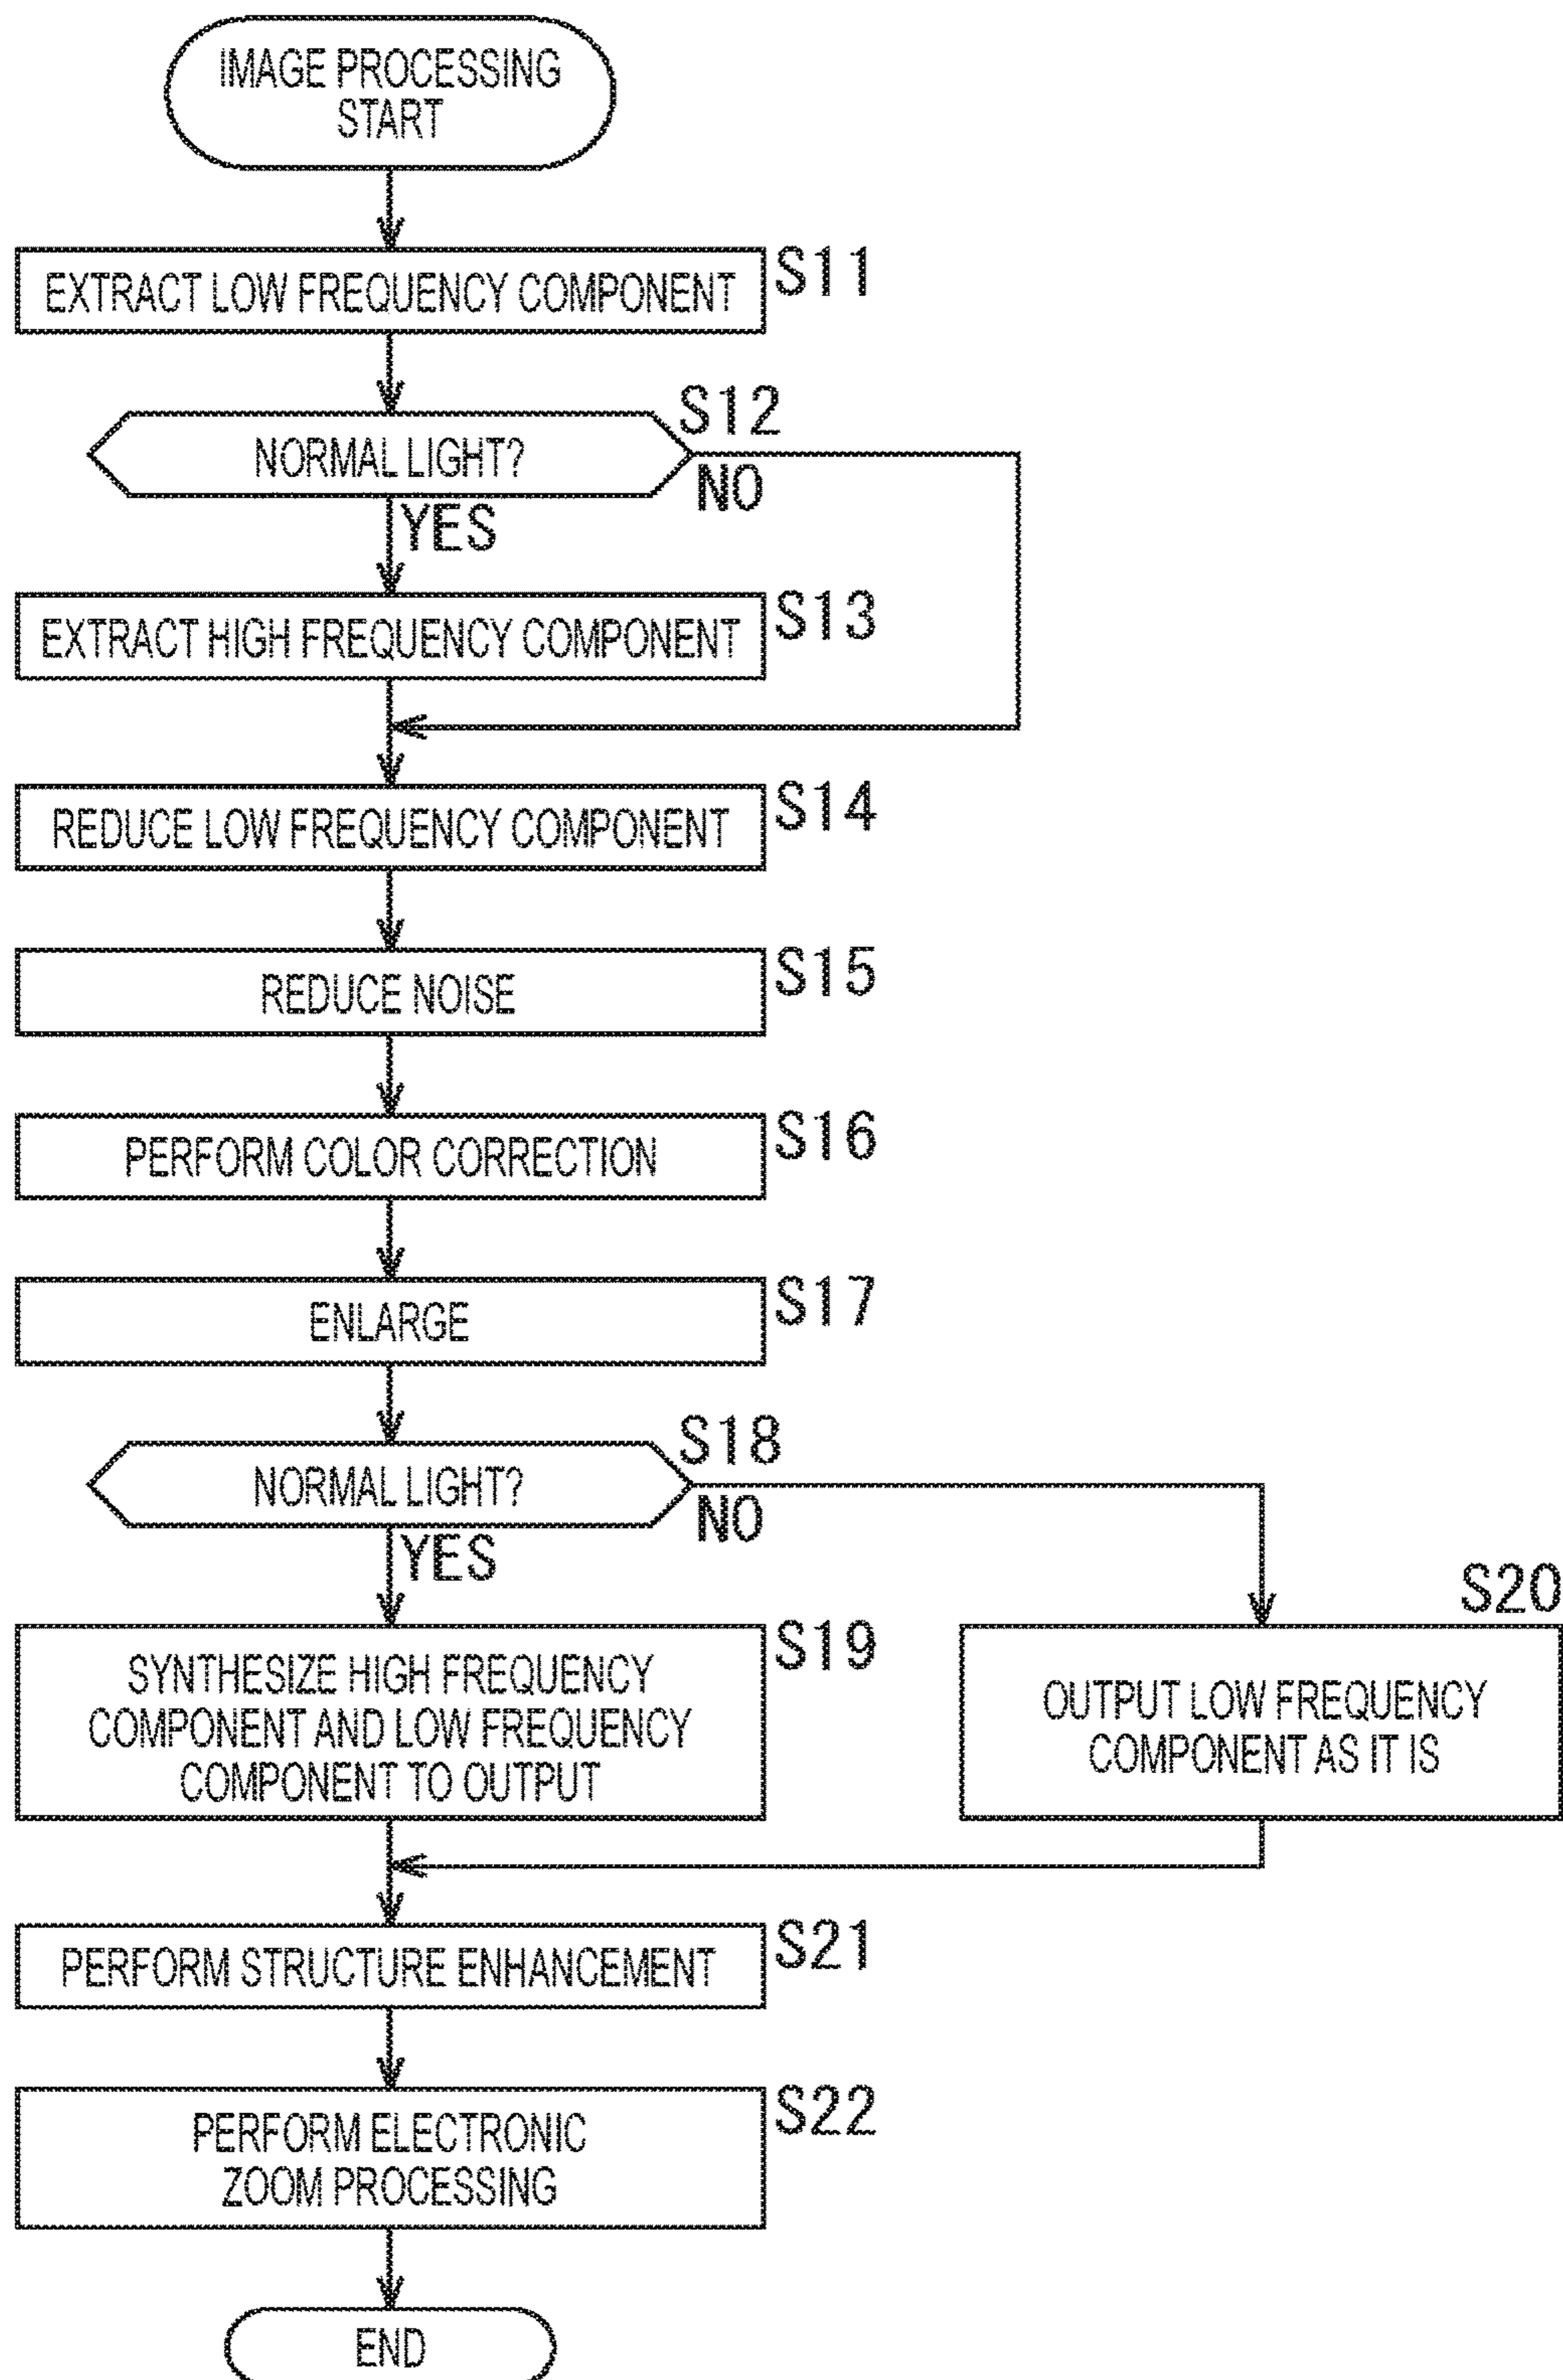 IMAGE PROCESSING
START
EXTRACT LOW FREQUENCY COMPONENT
S11
NORMAL LIGHT?
S12
NO
YES
EXTRACT HIGH FREQUENCY COMPONENT
S13
REDUCE LOW FREQUENCY COMPONENT
S14
REDUCE NOISE
S15
PERFORM COLOR CORRECTION
S16
ENLARGE
S17
NORMAL LIGHT?
S18
NO
YES
SYNTHESIZE HIGH FREQUENCY
COMPONENT AND LOW FREQUENCY
COMPONENT TO OUTPUT
S19
S20
OUTPUT LOW FREQUENCY
COMPONENT AS IT IS
PERFORM STRUCTURE ENHANCEMENT
S21
PERFORM ELECTRONIC
ZOOM PROCESSING
S22
END